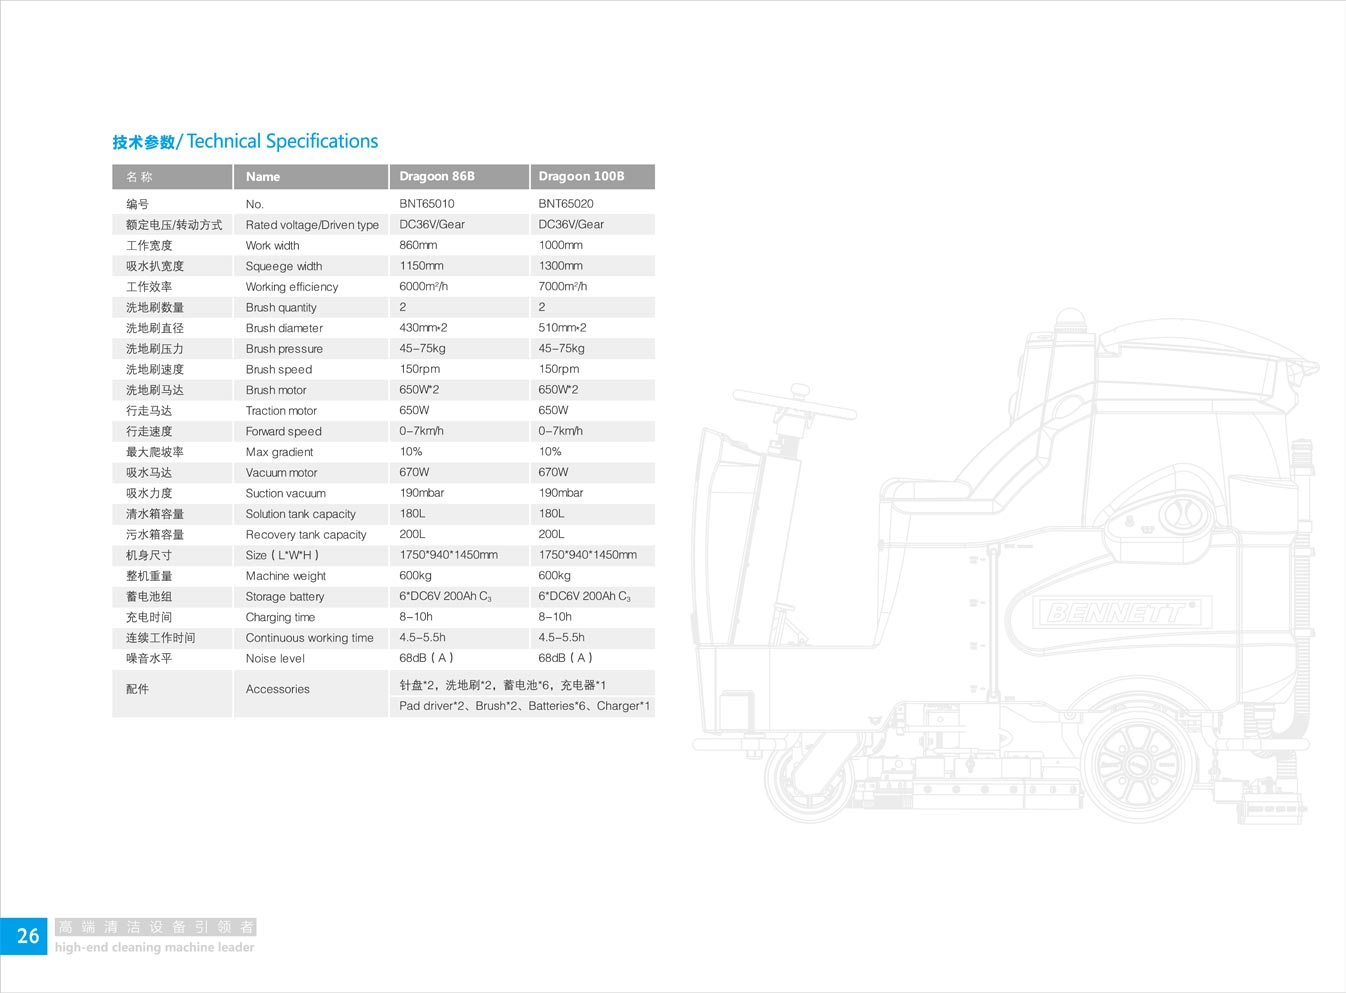 技术参数/ Technical Specifications
名 称 Name Dragoon 86B Dragoon 100B
编号 No. BNT65010 BNT65020
额定电压/转动方式 Rated voltage/Driven type DC36V/Gear DC36V/Gear
工作宽度 Work width 860mm 1000mm
吸水扒宽度 Squeege width 1150mm 1300mm
工作效率 Working efficiency 6000m²/h 7000m²/h
洗地刷数量 Brush quantity 2 2
洗地刷直径 Brush diameter 430mm*2 510mm*2
洗地刷压力 Brush pressure 45-75kg 45-75kg
洗地刷速度 Brush speed 150rpm 150rpm
洗地刷马达 Brush motor 650W*2 650W*2
行走马达 Traction motor 650W 650W
行走速度 Forward speed 0-7km/h 0-7km/h
最大爬坡率 Max gradient 10% 10%
吸水马达 Vacuum motor 670W 670W
吸水力度 Suction vacuum 190mbar 190mbar
清水箱容量 Solution tank capacity 180L 180L
污水箱容量 Recovery tank capacity 200L 200L
机身尺寸 Size（L*W*H） 1750*940*1450mm 1750*940*1450mm
整机重量 Machine weight 600kg 600kg
蓄电池组 Storage battery 6*DC6V 200Ah C₃ 6*DC6V 200Ah C₃
充电时间 Charging time 8-10h 8-10h
连续工作时间 Continuous working time 4.5-5.5h 4.5-5.5h
噪音水平 Noise level 68dB（A） 68dB（A）
配件 Accessories 针盘*2，洗地刷*2，蓄电池*6，充电器*1
Pad driver*2、Brush*2、Batteries*6、Charger*1
BENNETT®
26 高端清洁设备引领者
high-end cleaning machine leader